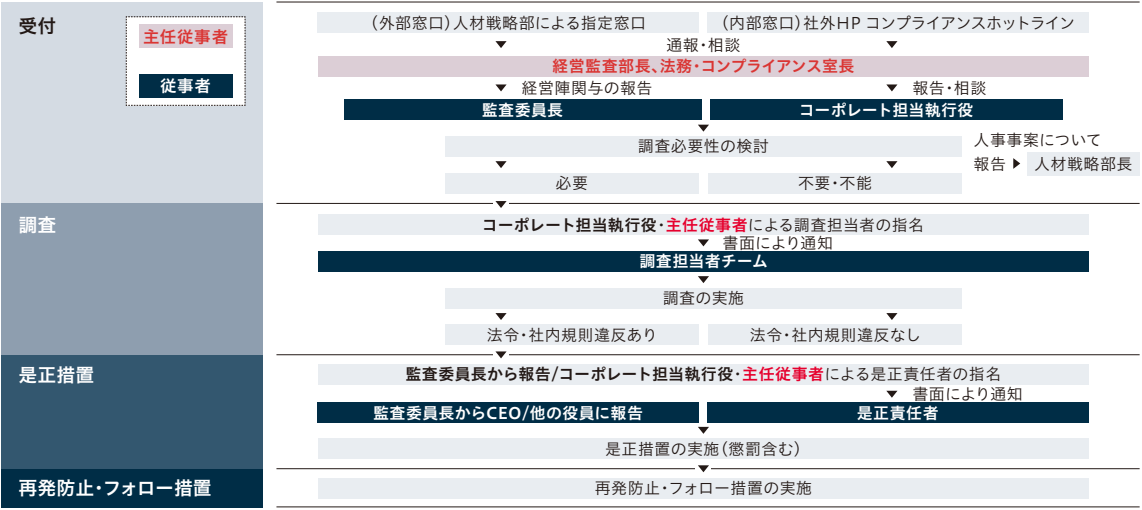 受付
主任従事者
従事者
（外部窓口）人材戦略部による指定窓口
（内部窓口）社外HP コンプライアンスホットライン
▼ 通報・相談 ▼
経営監査部長、法務・コンプライアンス室長
▼ 経営陣関与の報告
▼ 報告・相談
監査委員長
コーポレート担当執行役
▼
調査必要性の検討
人事事案について
報告 ▶ 人材戦略部長
▼ ▼
必要
不要・不能
▼
調査
コーポレート担当執行役・主任従事者による調査担当者の指名
▼ 書面により通知
調査担当者チーム
▼
調査の実施
▼ ▼
法令・社内規則違反あり
法令・社内規則違反なし
▼
是正措置
監査委員長から報告/コーポレート担当執行役・主任従事者による是正責任者の指名
▼ 書面により通知
監査委員長からCEO/他の役員に報告
是正責任者
▼
是正措置の実施（懲罰含む）
▼
再発防止・フォロー措置
再発防止・フォロー措置の実施